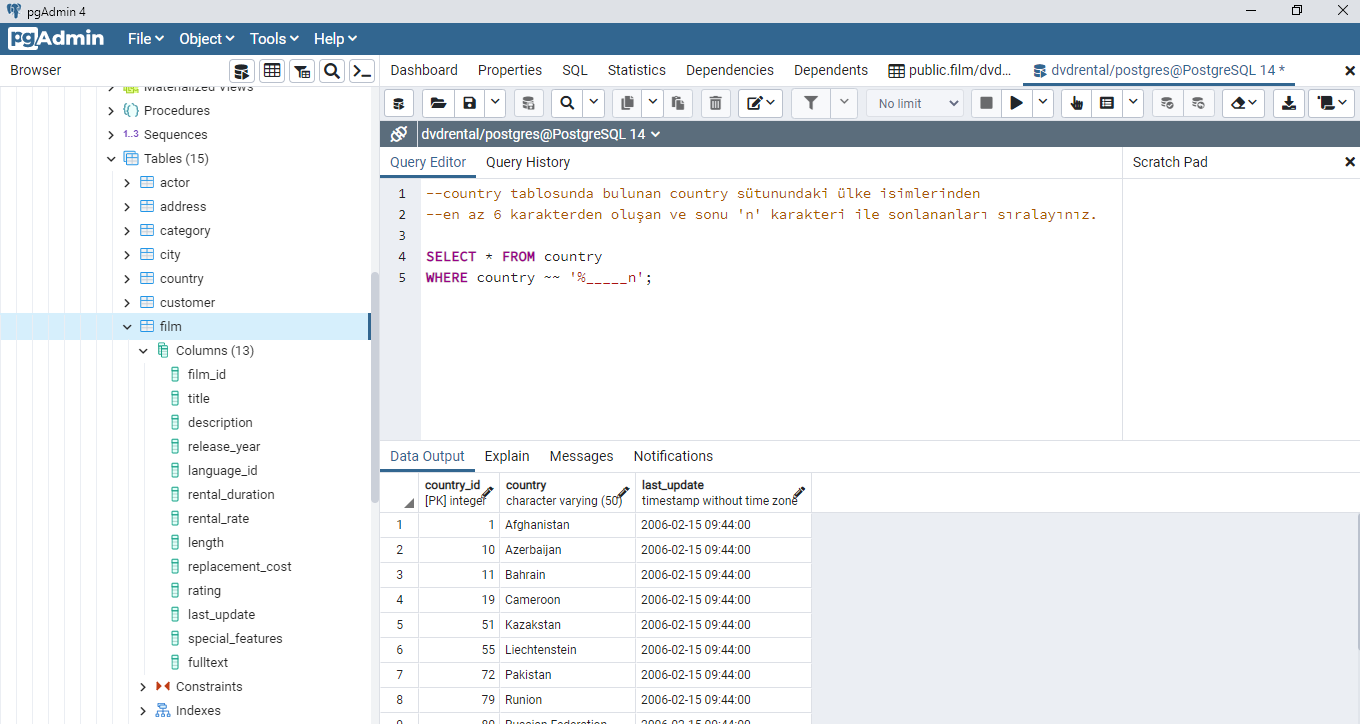 pgAdmin 4
pgAdmin File Object Tools Help
Browser
Dashboard Properties SQL Statistics Dependencies Dependents public.film/dvd... dvdrental/postgres@PostgreSQL 14 *
Materialized Views
Procedures
1..3 Sequences
Tables (15)
actor
address
category
city
country
customer
film
Columns (13)
film_id
title
description
release_year
language_id
rental_duration
rental_rate
length
replacement_cost
rating
last_update
special_features
fulltext
Constraints
Indexes
No limit
dvdrental/postgres@PostgreSQL 14
Query Editor Query History
Scratch Pad
1 --country tablosunda bulunan country sütunundaki ülke isimlerinden
2 --en az 6 karakterden oluşan ve sonu 'n' karakteri ile sonlananları sıralayınız.
3
4 SELECT * FROM country
5 WHERE country ~~ '%_____n';
Data Output Explain Messages Notifications
country_id country last_update
[PK] integer character varying (50) timestamp without time zone
1 1 Afghanistan 2006-02-15 09:44:00
2 10 Azerbaijan 2006-02-15 09:44:00
3 11 Bahrain 2006-02-15 09:44:00
4 19 Cameroon 2006-02-15 09:44:00
5 51 Kazakstan 2006-02-15 09:44:00
6 55 Liechtenstein 2006-02-15 09:44:00
7 72 Pakistan 2006-02-15 09:44:00
8 79 Runion 2006-02-15 09:44:00
9 80 Russian Federation 2006-02-15 09:44:00